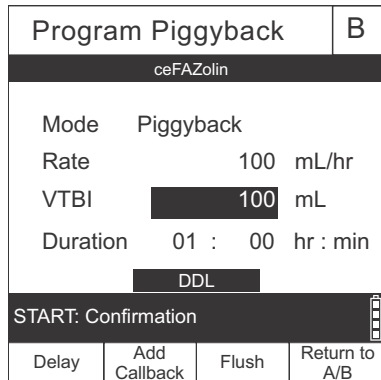 Program Piggyback B
ceFAZolin
Mode Piggyback
Rate 100 mL/hr
VTBI 100 mL
Duration 01 : 00 hr : min
DDL
START: Confirmation
Delay Add Callback Flush Return to A/B